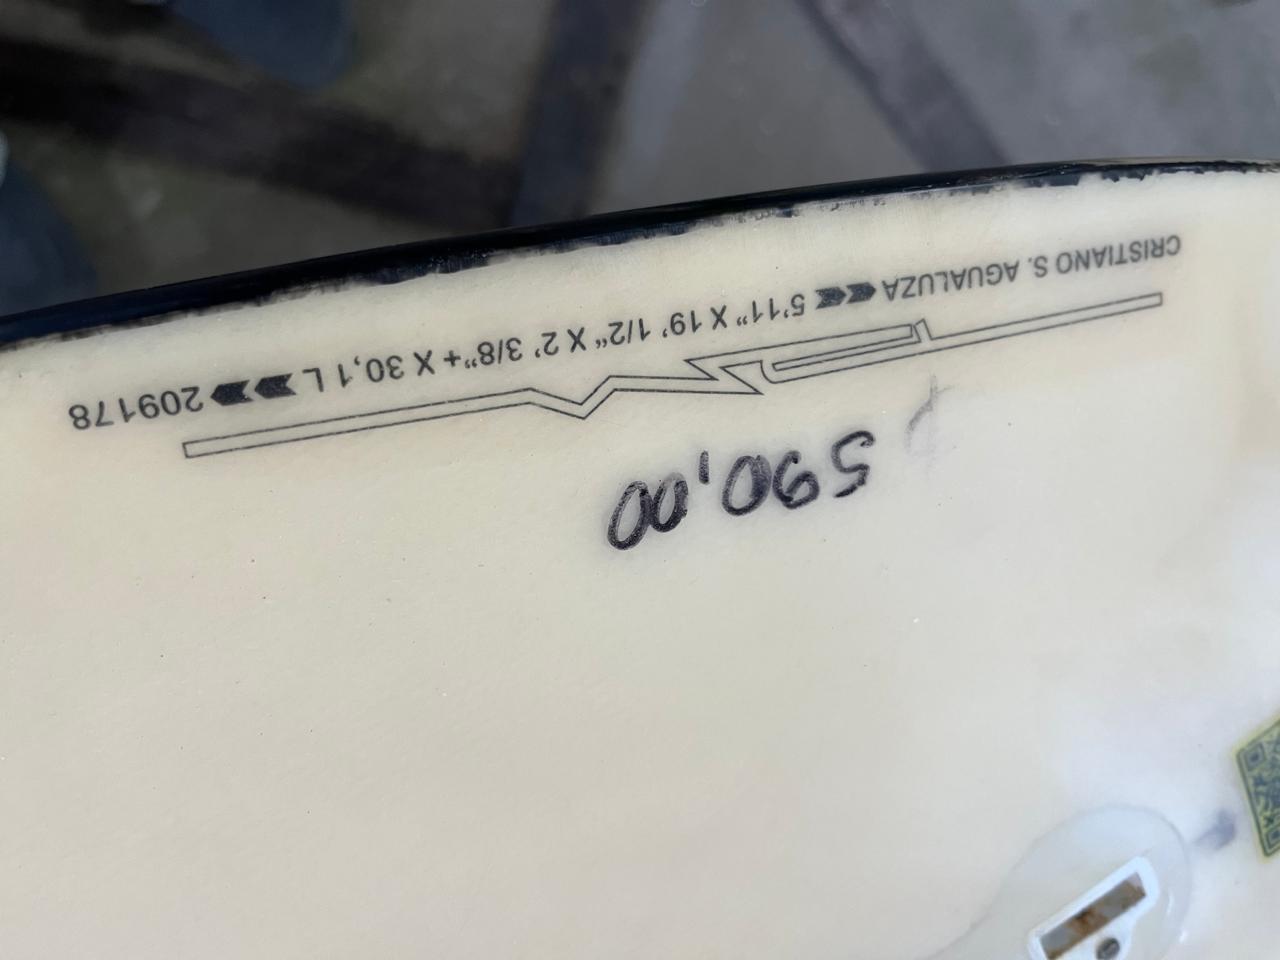 CRISTIANO S. AGUALUZA 5'11" X 19' 1/2" X 2' 3/8"+ X 30,1 L 209178
590,00